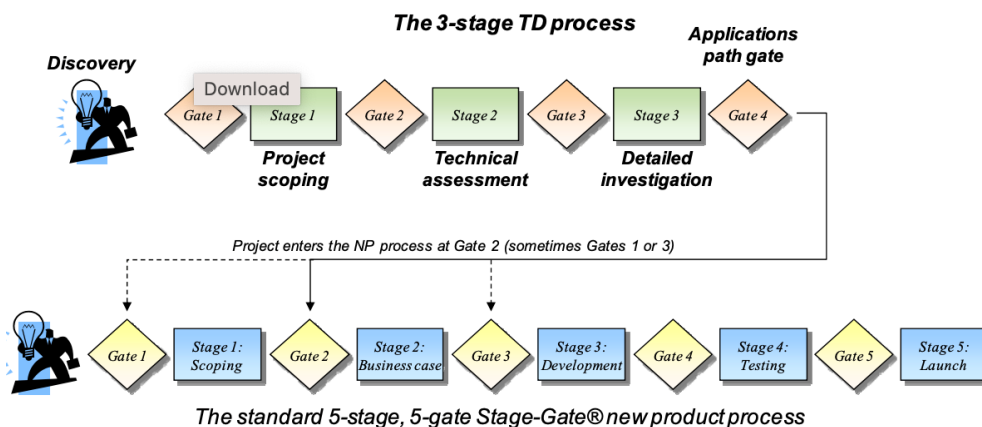 The 3-stage TD process
Applications
path gate
Discovery
Download
Gate 1
Stage 1
Gate 2
Stage 2
Gate 3
Stage 3
Gate 4
Project
scoping
Technical
assessment
Detailed
investigation
Project enters the NP process at Gate 2 (sometimes Gates 1 or 3)
Gate 1
Stage 1:
Scoping
Gate 2
Stage 2:
Business case
Gate 3
Stage 3:
Development
Gate 4
Stage 4:
Testing
Gate 5
Stage 5:
Launch
The standard 5-stage, 5-gate Stage-Gate® new product process